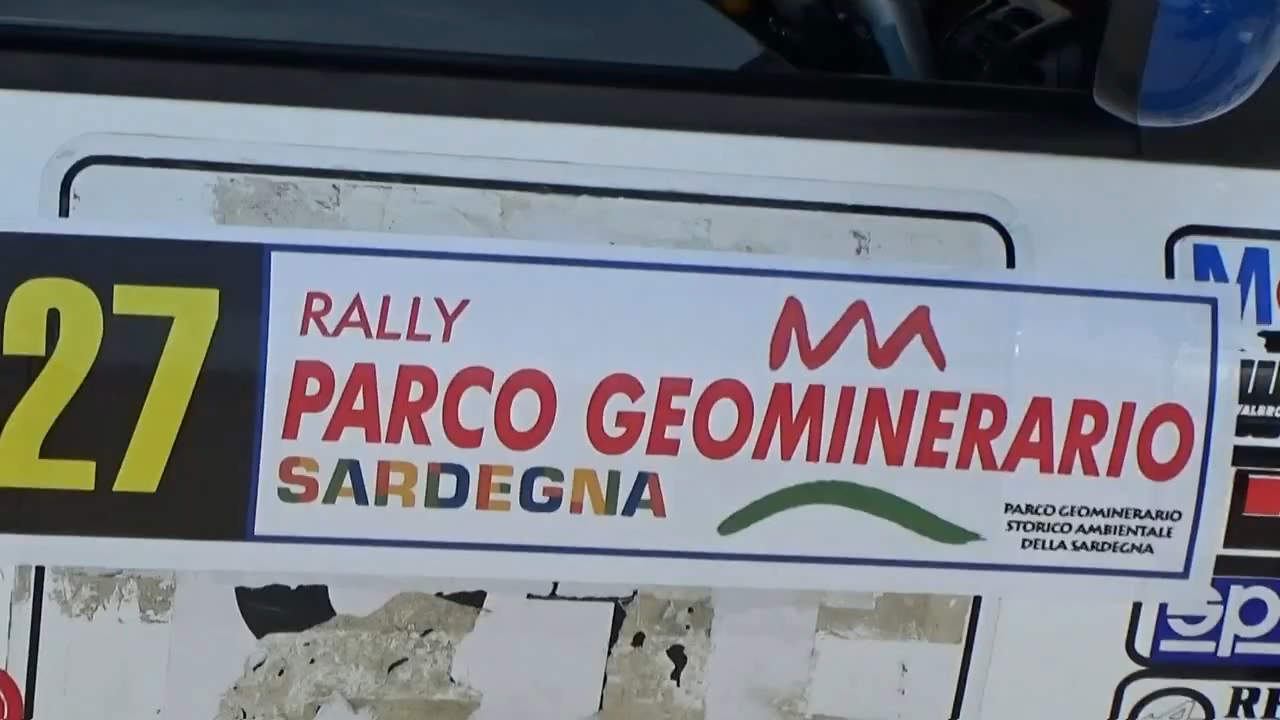 27
RALLY
PARCO GEOMINERARIO
SARDEGNA
PARCO GEOMINERARIO
STORICO AMBIENTALE
DELLA SARDEGNA